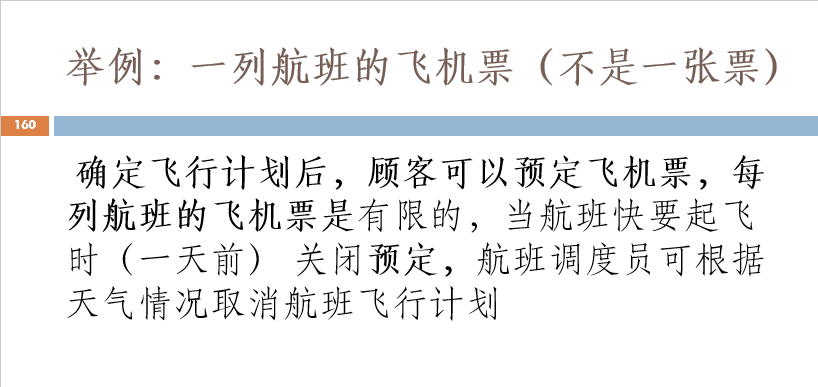 举例：一列航班的飞机票（不是一张票）
160
确定飞行计划后，顾客可以预定飞机票，每
列航班的飞机票是有限的，当航班快要起飞
时（一天前） 关闭预定，航班调度员可根据
天气情况取消航班飞行计划